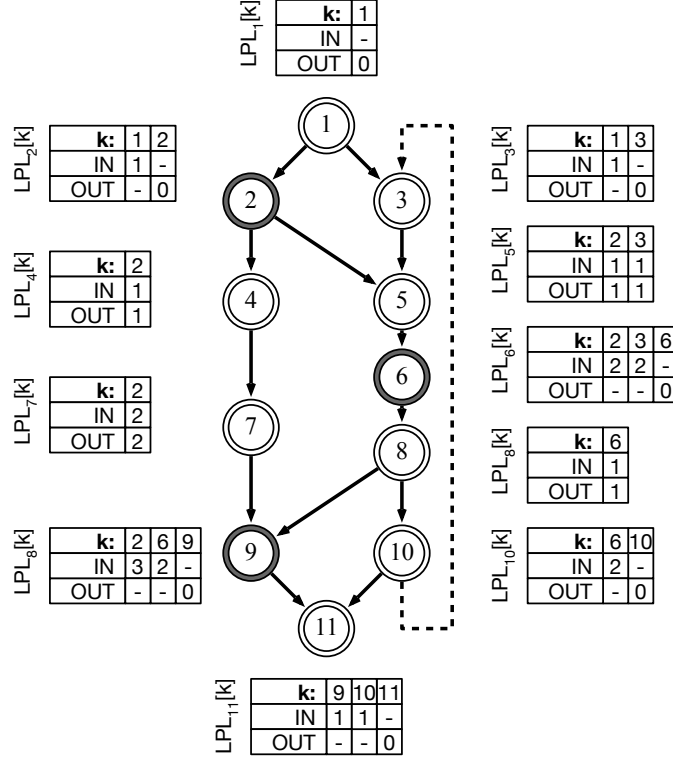 LPL1[k]
k: 1
IN -
OUT 0
LPL2[k]
k: 1 2
IN 1 -
OUT - 0
LPL3[k]
k: 1 3
IN 1 -
OUT - 0
LPL4[k]
k: 2
IN 1
OUT 1
LPL5[k]
k: 2 3
IN 1 1
OUT 1 1
LPL6[k]
k: 2 3 6
IN 2 2 -
OUT - - 0
LPL7[k]
k: 2
IN 2
OUT 2
LPL8[k]
k: 6
IN 1
OUT 1
LPL8[k]
k: 2 6 9
IN 3 2 -
OUT - - 0
LPL10[k]
k: 6 10
IN 2 -
OUT - 0
1
2
3
4
5
6
7
8
9
10
11
LPL11[k]
k: 9 10 11
IN 1 1 -
OUT - - 0